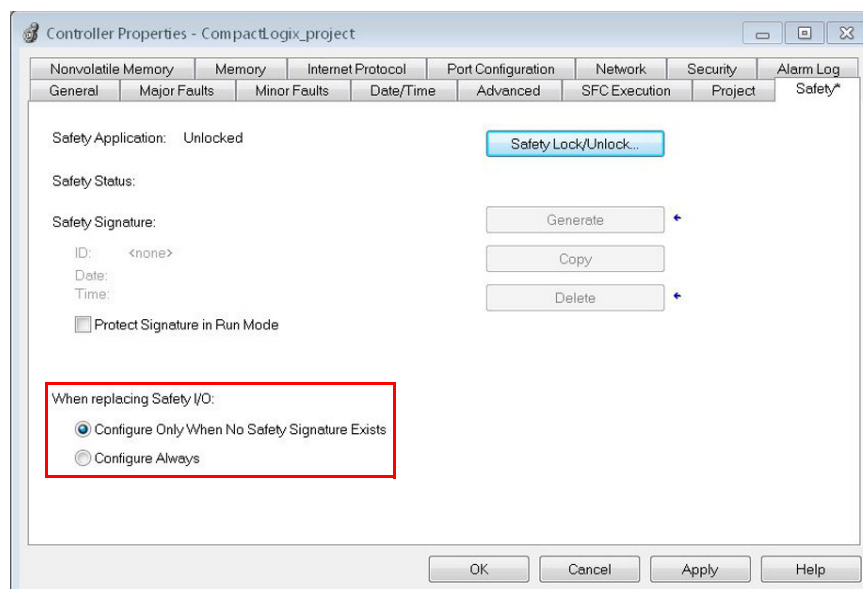 Controller Properties - CompactLogix_project
Nonvolatile Memory Memory Internet Protocol Port Configuration Network Security Alarm Log
General Major Faults Minor Faults Date/Time Advanced SFC Execution Project Safety*
Safety Application: Unlocked Safety Lock/Unlock...
Safety Status:
Safety Signature: Generate
ID: <none> Copy
Date:
Time: Delete
Protect Signature in Run Mode
When replacing Safety I/O:
Configure Only When No Safety Signature Exists
Configure Always
OK Cancel Apply Help